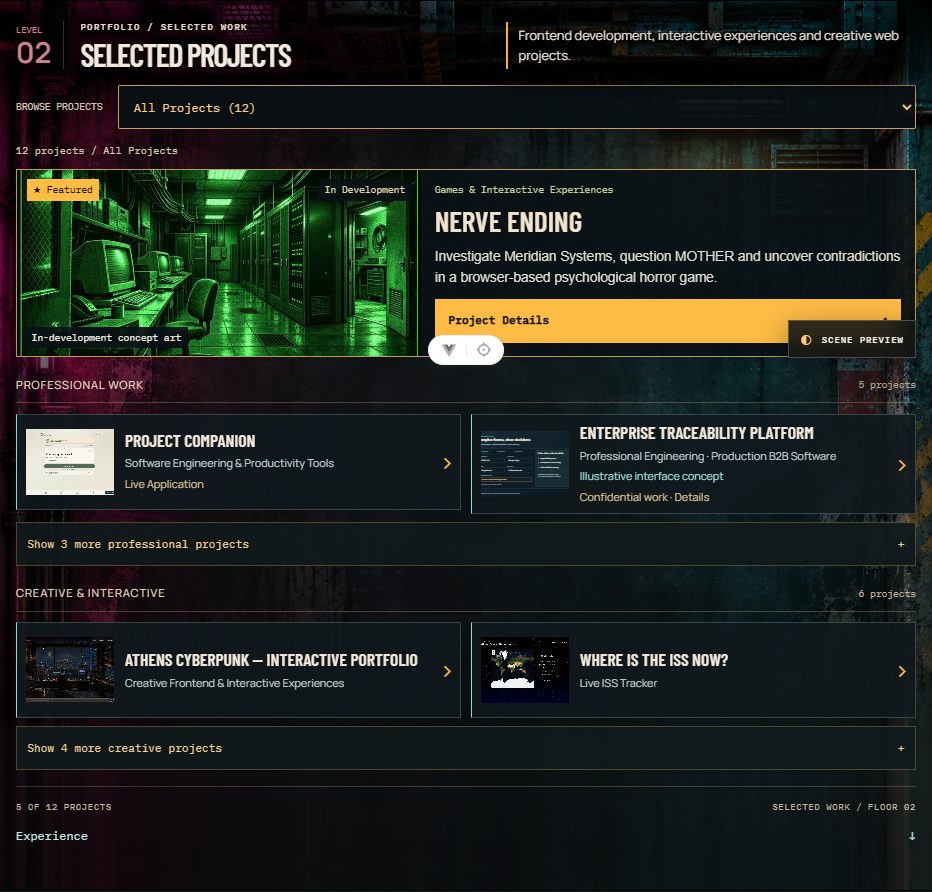 LEVEL
02
PORTFOLIO / SELECTED WORK
SELECTED PROJECTS
Frontend development, interactive experiences and creative web
projects.
BROWSE PROJECTS
All Projects (12)
12 projects / All Projects
★ Featured
In Development
In-development concept art
Games & Interactive Experiences
NERVE ENDING
Investigate Meridian Systems, question MOTHER and uncover contradictions
in a browser-based psychological horror game.
Project Details
SCENE PREVIEW
PROFESSIONAL WORK
5 projects
PROJECT COMPANION
Software Engineering & Productivity Tools
Live Application
ENTERPRISE TRACEABILITY PLATFORM
Professional Engineering · Production B2B Software
Illustrative interface concept
Confidential work · Details
Show 3 more professional projects
+
CREATIVE & INTERACTIVE
6 projects
ATHENS CYBERPUNK — INTERACTIVE PORTFOLIO
Creative Frontend & Interactive Experiences
WHERE IS THE ISS NOW?
Live ISS Tracker
Show 4 more creative projects
+
5 OF 12 PROJECTS
SELECTED WORK / FLOOR 02
Experience
↓